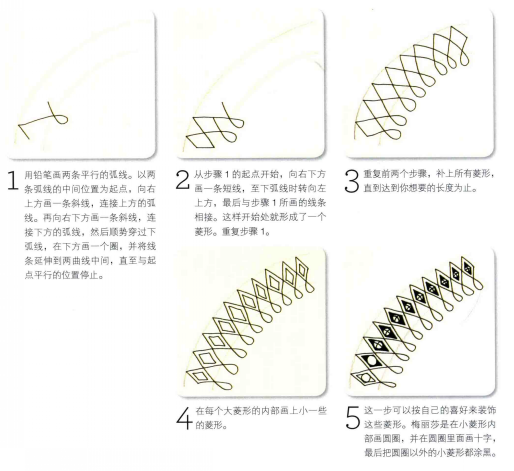 1 用铅笔画两条平行的弧线。以两
条弧线的中间位置为起点，向右
上方画一条斜线，连接上方的弧
线。再向右下方画一条斜线，连
接下方的弧线，然后顺势穿过下
弧线，在下方画一个圈，并将线
条延伸到两曲线中间，直至与起
点平行的位置停止。
2 从步骤 1 的起点开始，向右下方
画一条短线，至下弧线时转向左
上方，最后与步骤 1 所画的线条
相接。这样开始处就形成了一个
菱形。重复步骤 1。
3 重复前两个步骤，补上所有菱形，
直到达到你想要的长度为止。
4 在每个大菱形的内部画上小一些
的菱形。
5 这一步可以按自己的喜好来装饰
这些菱形。梅丽莎是在小菱形内
部画圆圈，并在圆圈里面画十字，
最后把圆圈以外的小菱形都涂黑。